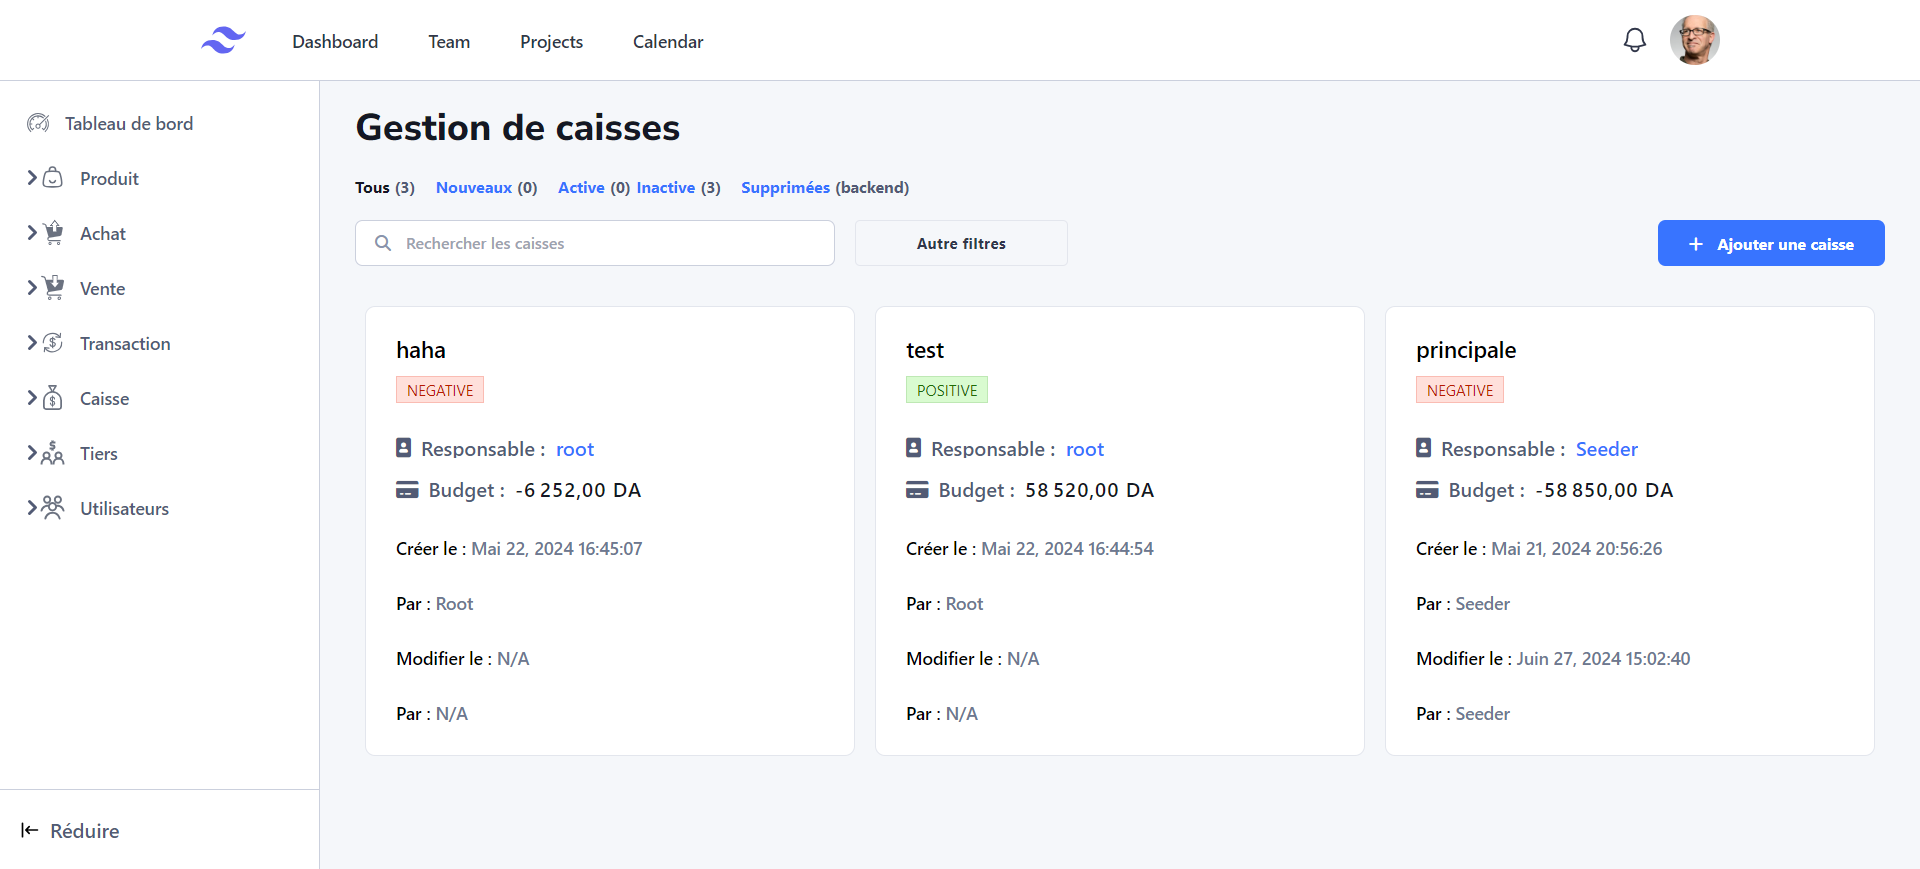 Dashboard Team Projects Calendar
Tableau de bord
Produit
Achat
Vente
Transaction
Caisse
Tiers
Utilisateurs
Réduire
Gestion de caisses
Tous (3) Nouveaux (0) Active (0) Inactive (3) Supprimées (backend)
Rechercher les caisses
Autre filtres
+ Ajouter une caisse
haha
NEGATIVE
Responsable : root
Budget : -6 252,00 DA
Créer le : Mai 22, 2024 16:45:07
Par : Root
Modifier le : N/A
Par : N/A
test
POSITIVE
Responsable : root
Budget : 58 520,00 DA
Créer le : Mai 22, 2024 16:44:54
Par : Root
Modifier le : N/A
Par : N/A
principale
NEGATIVE
Responsable : Seeder
Budget : -58 850,00 DA
Créer le : Mai 21, 2024 20:56:26
Par : Seeder
Modifier le : Juin 27, 2024 15:02:40
Par : Seeder